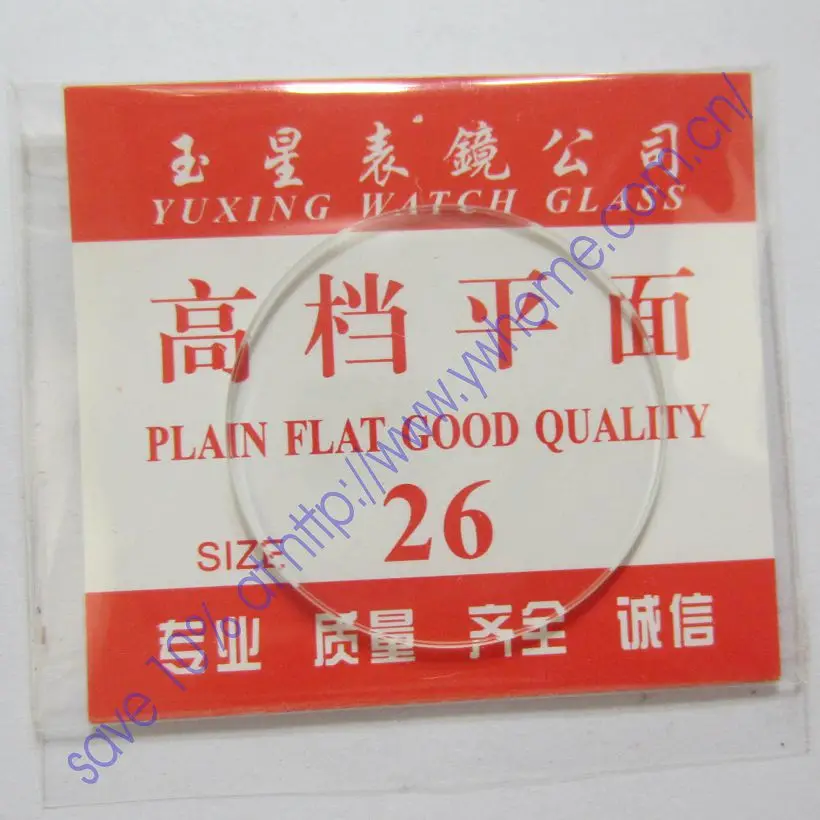 玉星表鏡公司
YUXING WATCH GLASS
高档平面
PLAIN FLAT GOOD QUALITY
SIZE: 26
专业 质量 齐全 诚信
save 10% at:http://www.ywhome.com.cn/